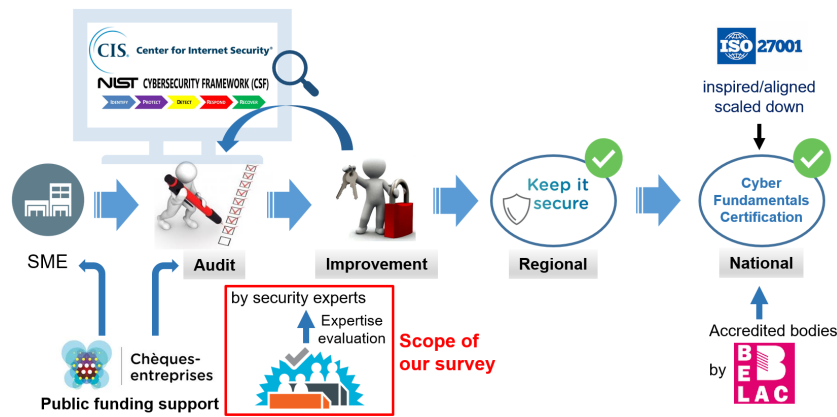 CIS. Center for Internet Security®
NIST CYBERSECURITY FRAMEWORK (CSF)
IDENTIFY PROTECT DETECT RESPOND RECOVER
ISO 27001
inspired/aligned
scaled down
Keep it
secure
Cyber
Fundamentals
Certification
SME
Audit
Improvement
Regional
National
by security experts
Expertise
evaluation
Scope of
our survey
Chèques-
entreprises
Public funding support
Accredited bodies
by
B
E
L A C
B